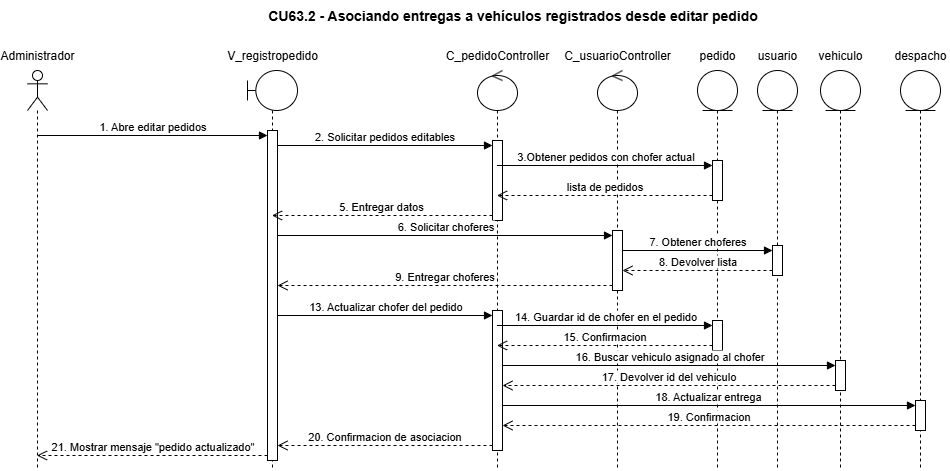 CU63.2 - Asociando entregas a vehículos registrados desde editar pedido
Administrador
V_registropedido
C_pedidoController
C_usuarioController
pedido
usuario
vehiculo
despacho
1. Abre editar pedidos
2. Solicitar pedidos editables
3.Obtener pedidos con chofer actual
lista de pedidos
5. Entregar datos
6. Solicitar choferes
7. Obtener choferes
8. Devolver lista
9. Entregar choferes
13. Actualizar chofer del pedido
14. Guardar id de chofer en el pedido
15. Confirmacion
16. Buscar vehiculo asignado al chofer
17. Devolver id del vehiculo
18. Actualizar entrega
19. Confirmacion
20. Confirmacion de asociacion
21. Mostrar mensaje "pedido actualizado"